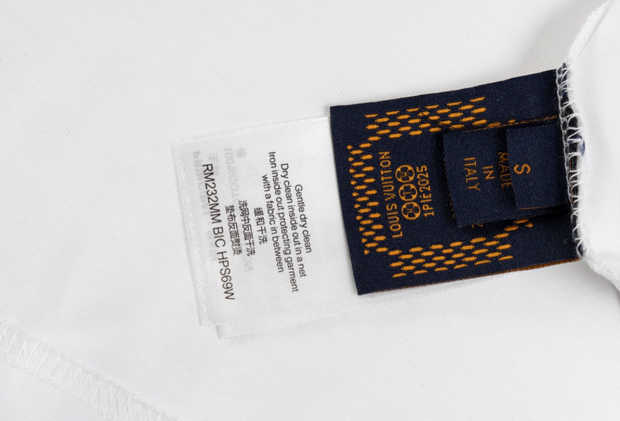 Gentle dry clean
Dry clean inside out in a net
Iron inside out protecting garment
with a fabric in between
缓和干洗
洗网中反面干洗
垫布反面熨烫
RM232MM BIC HPS69W
LOUIS VUITTON
1PIE2025
MADE
IN
ITALY
S